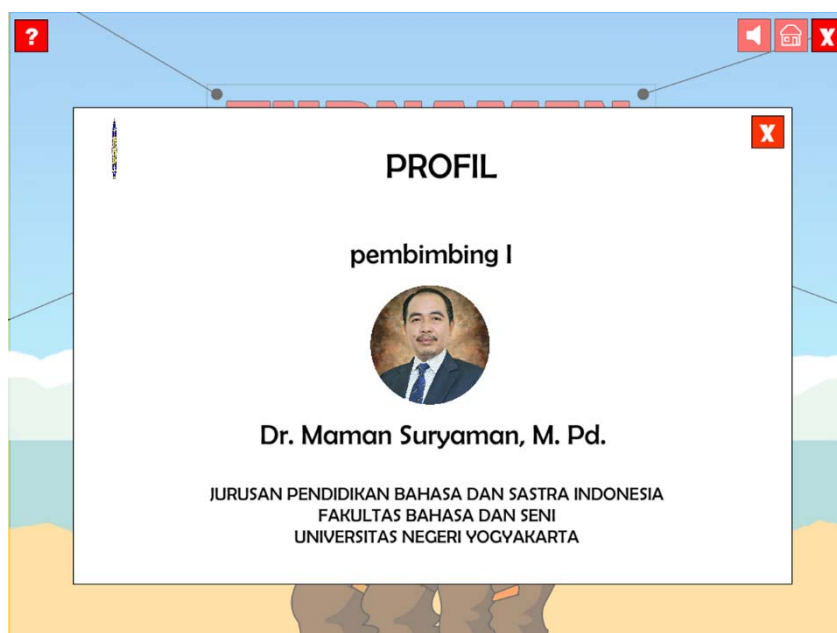 ?
X
TURNAMEN
X
PROFIL
pembimbing I
Dr. Maman Suryaman, M. Pd.
JURUSAN PENDIDIKAN BAHASA DAN SASTRA INDONESIA
FAKULTAS BAHASA DAN SENI
UNIVERSITAS NEGERI YOGYAKARTA